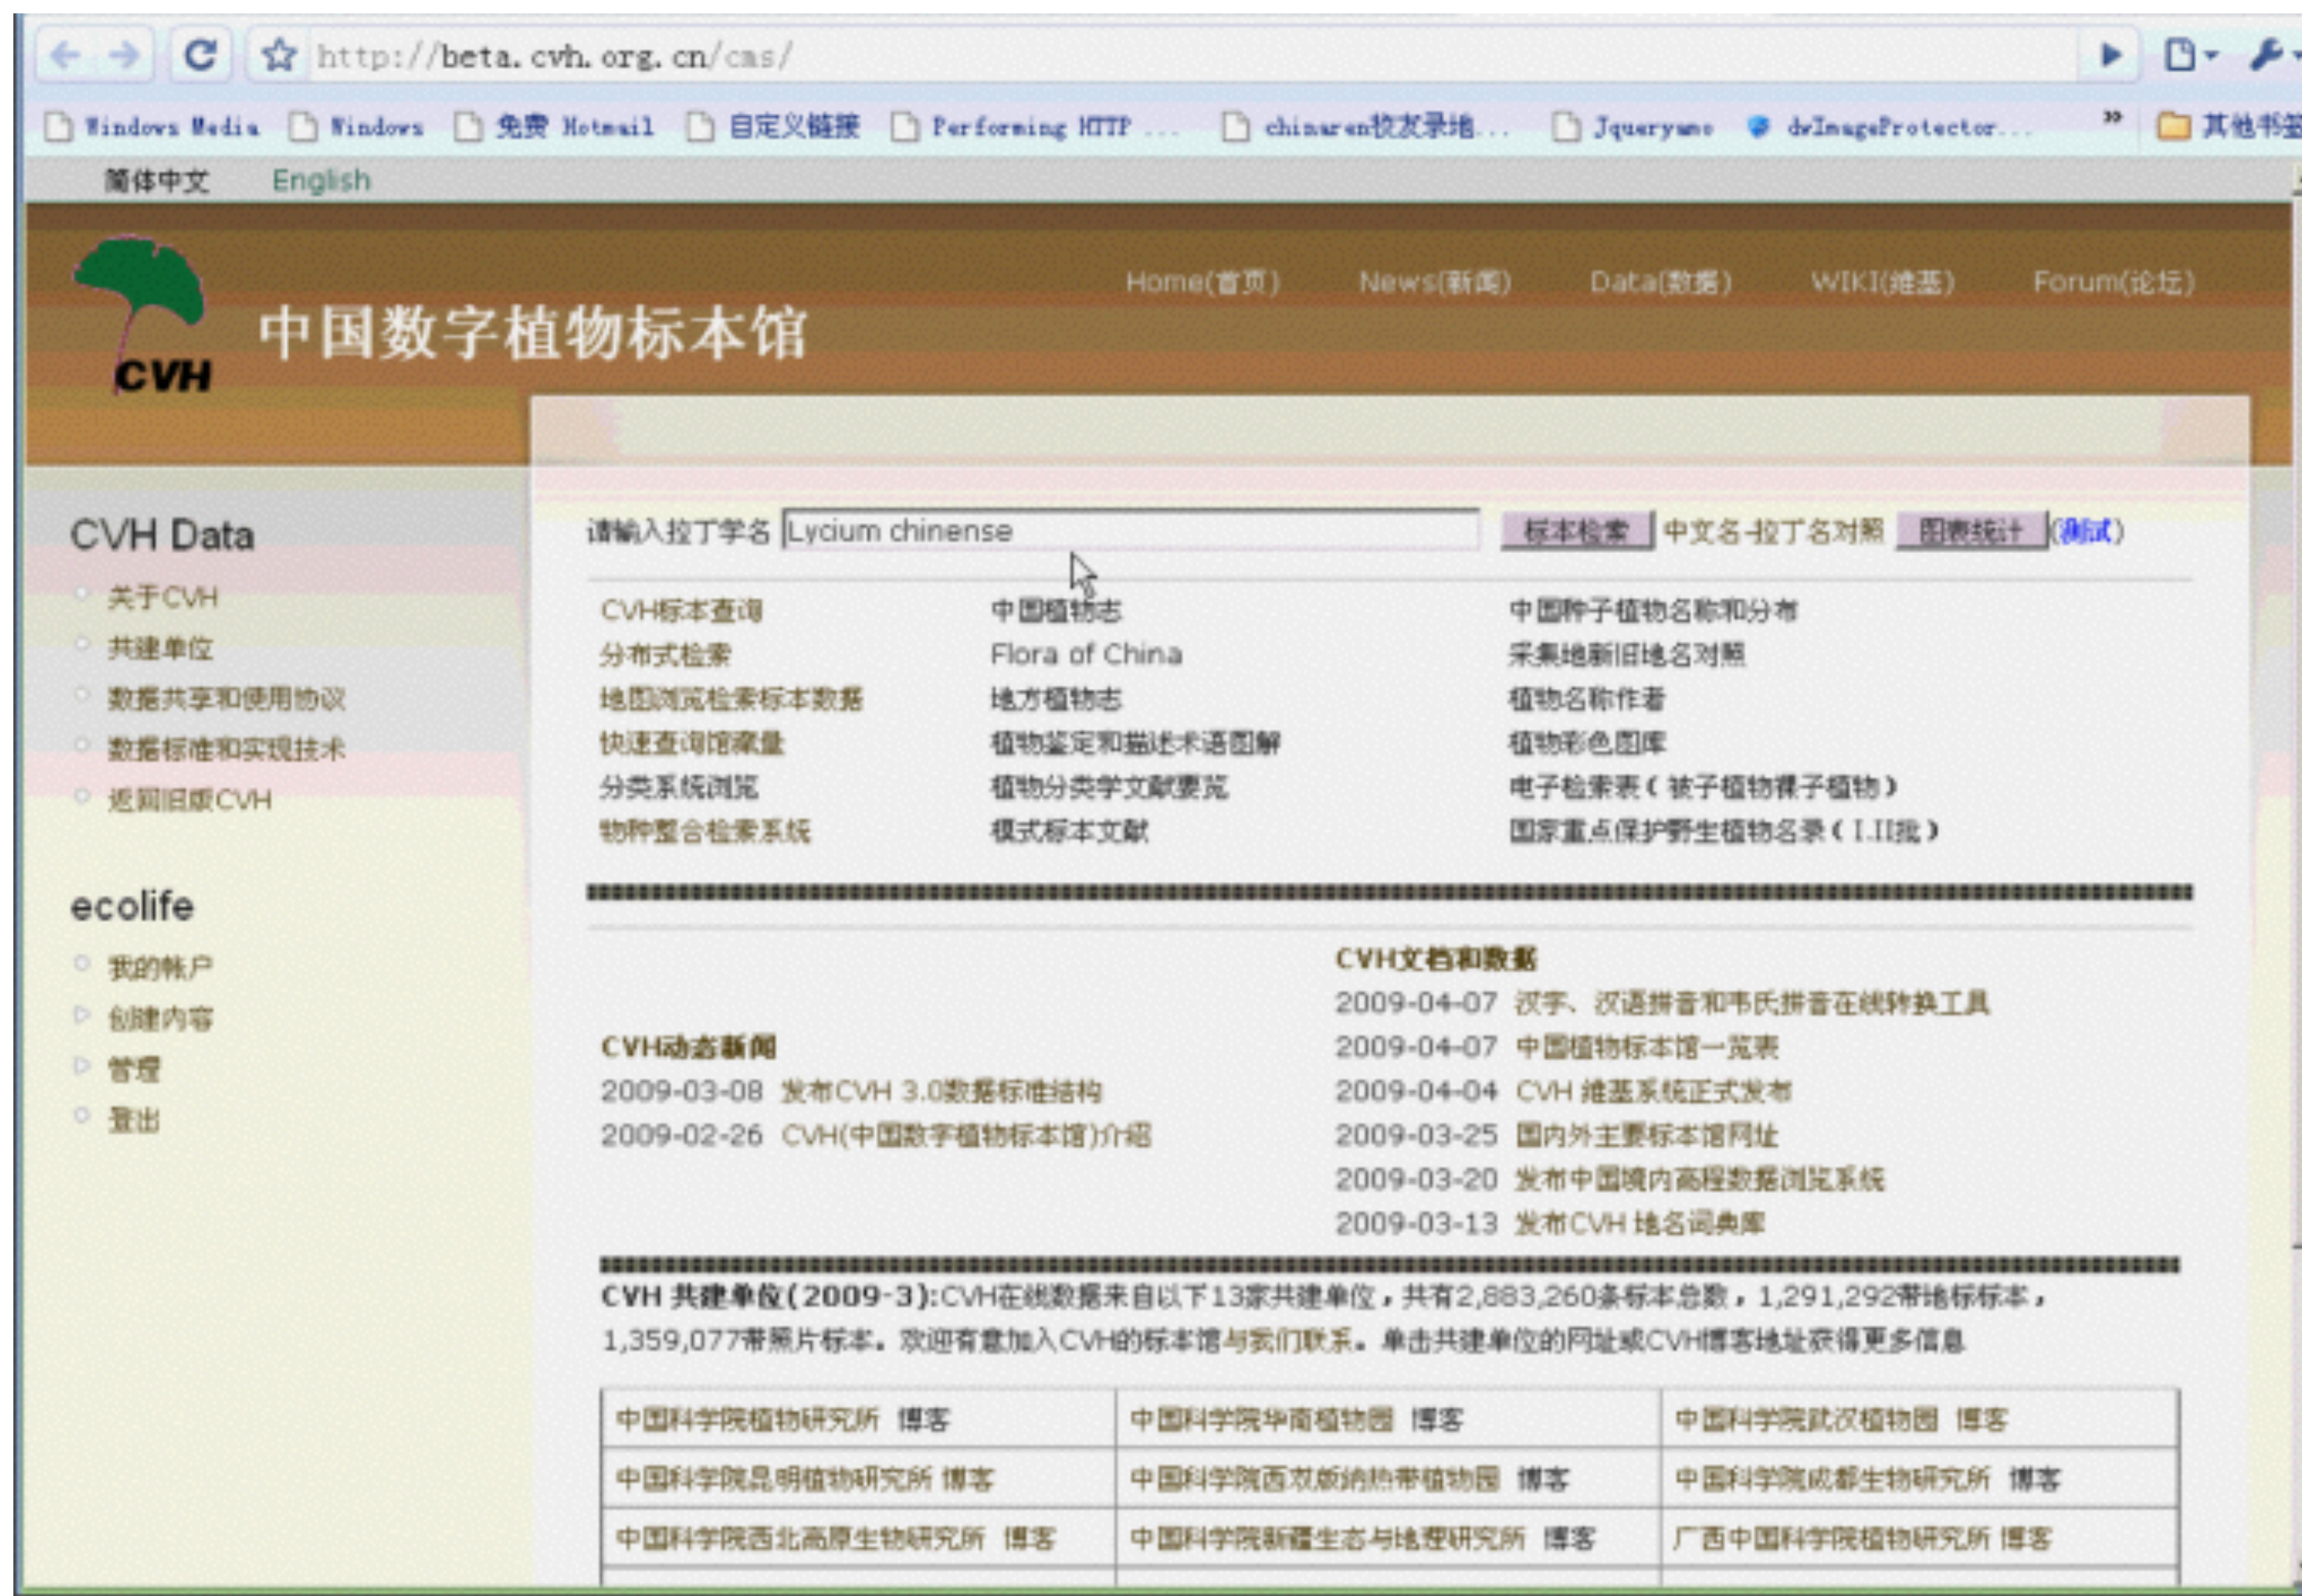 http://beta.cvh.org.cn/cms/
Windows Media Windows 免费 Hotmail 自定义链接 Performing HTTP ... chinaren校友录地... Jquerysmo dwImageProtector... » 其他书签
简体中文 English
Home(首页) News(新闻) Data(数据) WIKI(维基) Forum(论坛)
中国数字植物标本馆
CVH
CVH Data
关于CVH
共建单位
数据共享和使用协议
数据标准和实现技术
返回旧版CVH
ecolife
我的帐户
创建内容
管理
登出
请输入拉丁学名 Lycium chinense 标本检索 中文名-拉丁名对照 图表统计 (测试)
CVH标本查询 中国植物志 中国种子植物名称和分布
分布式检索 Flora of China 采集地新旧地名对照
地图浏览检索标本数据 地方植物志 植物名称作者
快速查询馆藏量 植物鉴定和描述术语图解 植物彩色图库
分类系统浏览 植物分类学文献要览 电子检索表(被子植物裸子植物)
物种整合检索系统 模式标本文献 国家重点保护野生植物名录(I.II批)
CVH动态新闻
2009-03-08 发布CVH 3.0数据标准结构
2009-02-26 CVH(中国数字植物标本馆)介绍
CVH文档和数据
2009-04-07 汉字、汉语拼音和韦氏拼音在线转换工具
2009-04-07 中国植物标本馆一览表
2009-04-04 CVH 维基系统正式发布
2009-03-25 国内外主要标本馆网址
2009-03-20 发布中国境内高程数据浏览系统
2009-03-13 发布CVH 地名词典库
CVH 共建单位(2009-3):CVH在线数据来自以下13家共建单位,共有2,883,260条标本总数,1,291,292带地标标本,
1,359,077带照片标本。欢迎有意加入CVH的标本馆与我们联系。单击共建单位的网址或CVH博客地址获得更多信息
中国科学院植物研究所 博客 中国科学院华南植物园 博客 中国科学院武汉植物园 博客
中国科学院昆明植物研究所 博客 中国科学院西双版纳热带植物园 博客 中国科学院成都生物研究所 博客
中国科学院西北高原生物研究所 博客 中国科学院新疆生态与地理研究所 博客 广西中国科学院植物研究所 博客